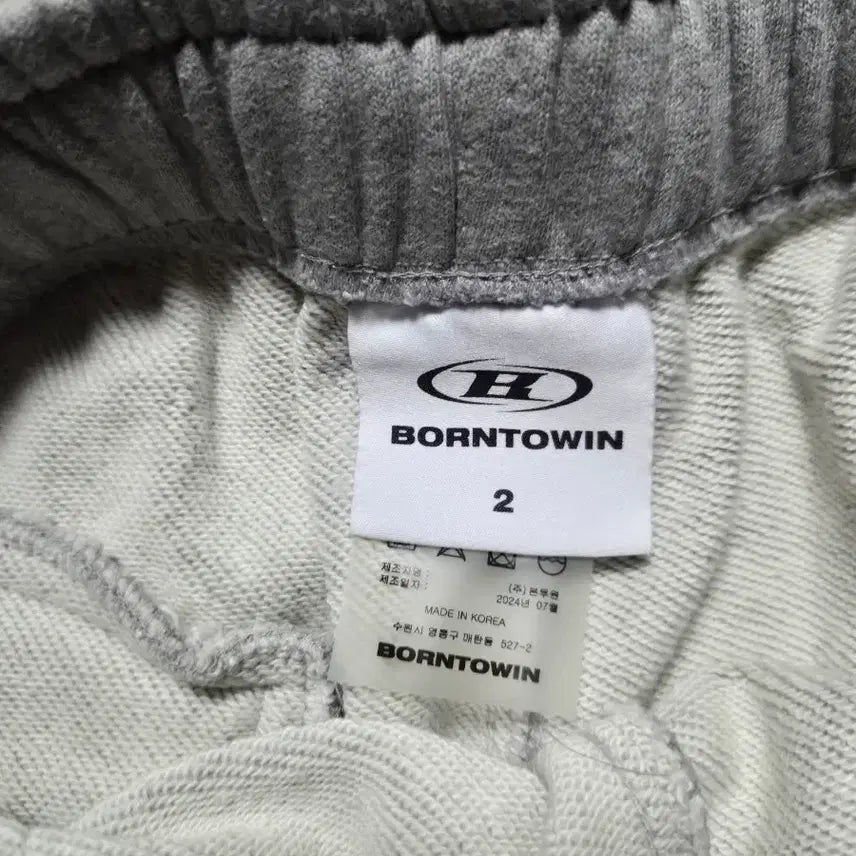 BORNTOWIN
2
제조자명 : (주) 본투윈
제조일자 : 2024년 07월
MADE IN KOREA
수원시 영통구 매탄동 527-2
BORNTOWIN